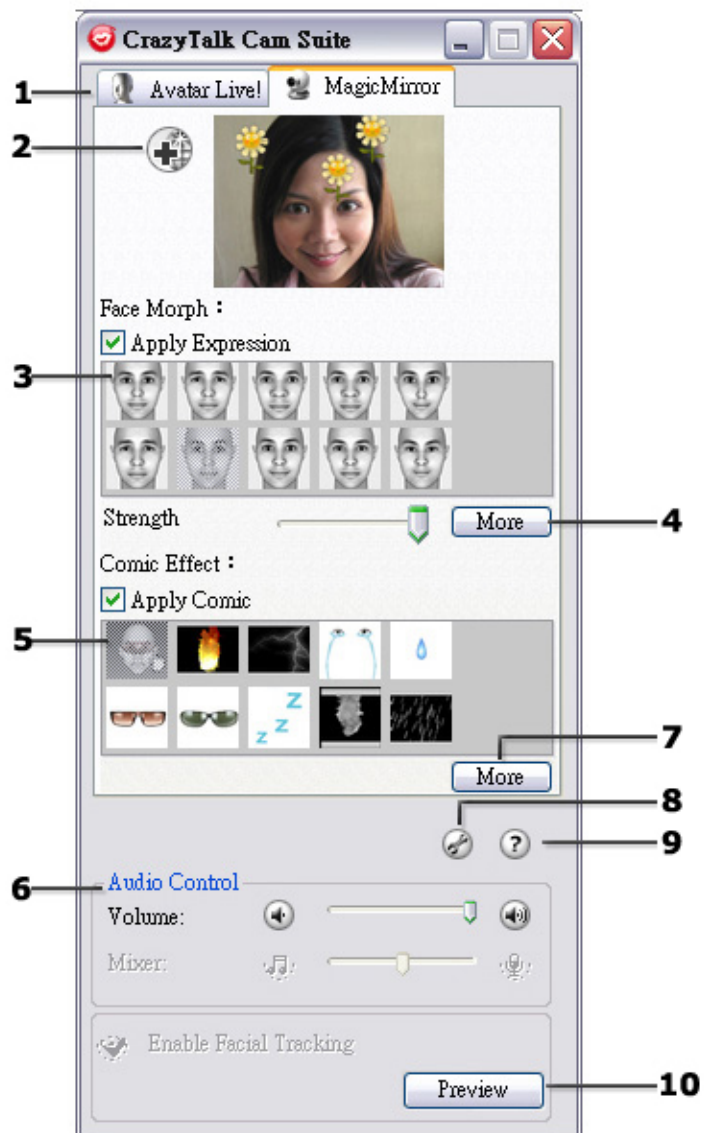 CrazyTalk Cam Suite
1 Avatar Live! MagicMirror
2
Face Morph :
Apply Expression
3
Strength More 4
Comic Effect :
Apply Comic
5
z z Z
7
More
8
? 9
6 Audio Control
Volume:
Mixer:
Enable Facial Tracking
Preview 10